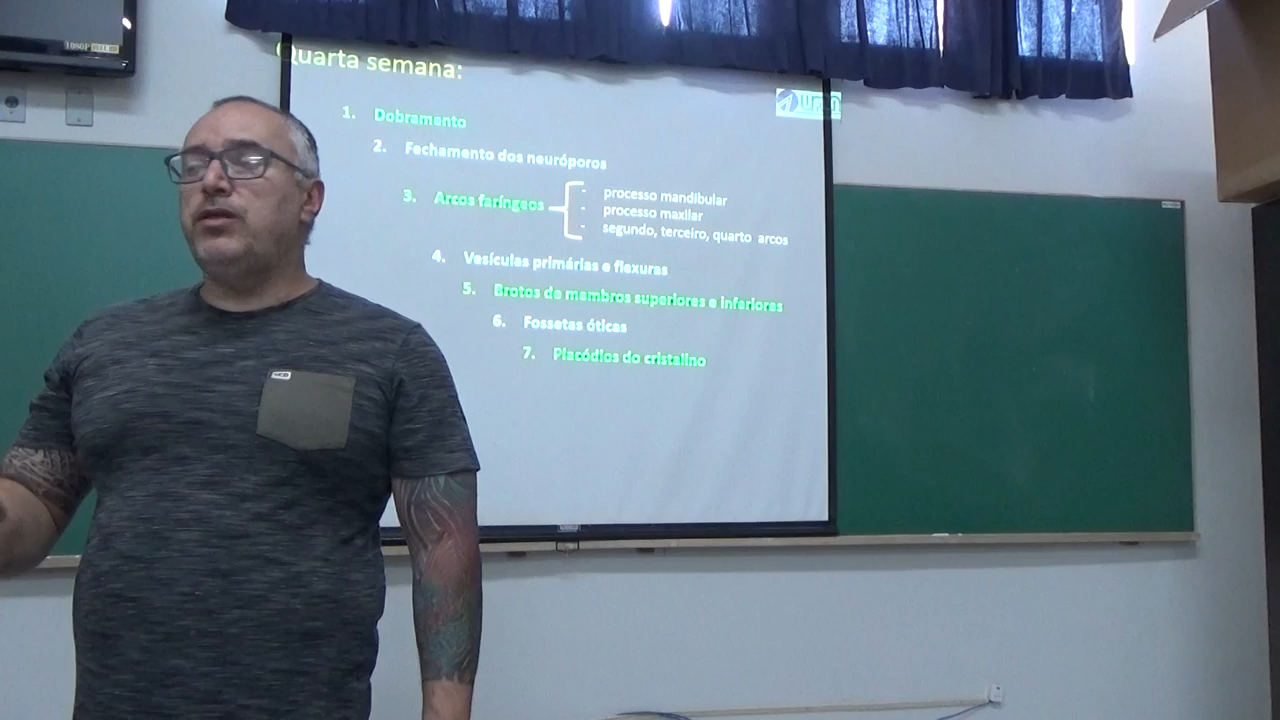 1080P
Quarta semana:
1. Dobramento
2. Fechamento dos neuróporos
3. Arcos faríngeos
- processo mandibular
- processo maxilar
- segundo, terceiro, quarto arcos
4. Vesículas primárias e flexuras
5. Brotos de membros superiores e inferiores
6. Fossetas óticas
7. Placódios do cristalino